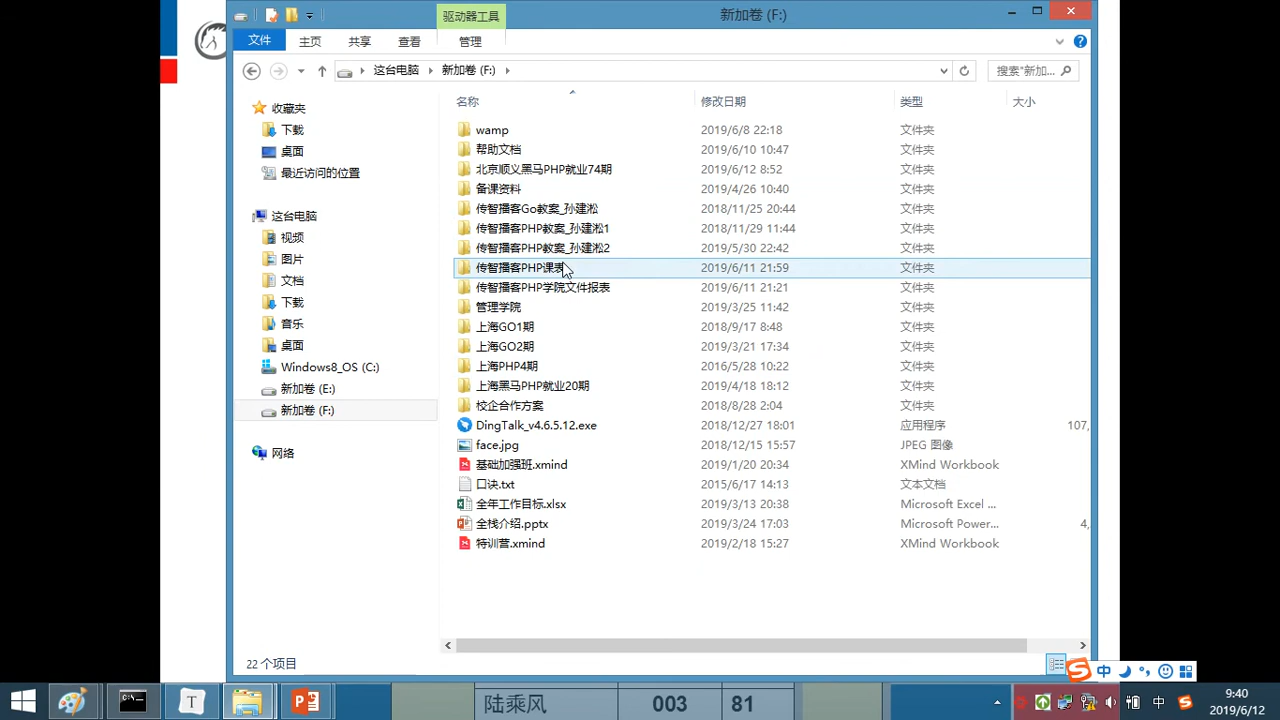 驱动器工具
新加卷 (F:)
文件
主页
共享
查看
管理
这台电脑
新加卷 (F:)
搜索"新加...
名称
修改日期
类型
大小
收藏夹
下载
桌面
最近访问的位置
这台电脑
视频
图片
文档
下载
音乐
桌面
Windows8_OS (C:)
新加卷 (E:)
新加卷 (F:)
网络
wamp 2019/6/8 22:18 文件夹
帮助文档 2019/6/10 10:47 文件夹
北京顺义黑马PHP就业74期 2019/6/12 8:52 文件夹
备课资料 2019/4/26 10:40 文件夹
传智播客Go教案_孙建淞 2018/11/25 20:44 文件夹
传智播客PHP教案_孙建淞1 2018/11/29 11:44 文件夹
传智播客PHP教案_孙建淞2 2019/5/30 22:42 文件夹
传智播客PHP课表 2019/6/11 21:59 文件夹
传智播客PHP学院文件报表 2019/6/11 21:21 文件夹
管理学院 2019/3/25 11:42 文件夹
上海GO1期 2018/9/17 8:48 文件夹
上海GO2期 2019/3/21 17:34 文件夹
上海PHP4期 2016/5/28 10:22 文件夹
上海黑马PHP就业20期 2019/4/18 18:12 文件夹
校企合作方案 2018/8/28 2:04 文件夹
DingTalk_v4.6.5.12.exe 2018/12/27 18:01 应用程序 107,
face.jpg 2018/12/15 15:57 JPEG 图像
基础加强班.xmind 2019/1/20 20:34 XMind Workbook
口诀.txt 2015/6/17 14:13 文本文档
全年工作目标.xlsx 2019/3/13 20:38 Microsoft Excel ...
全栈介绍.pptx 2019/3/24 17:03 Microsoft Power... 4,
特训营.xmind 2019/2/18 15:27 XMind Workbook
22 个项目
中
陆乘风 003 81
中
9:40
2019/6/12